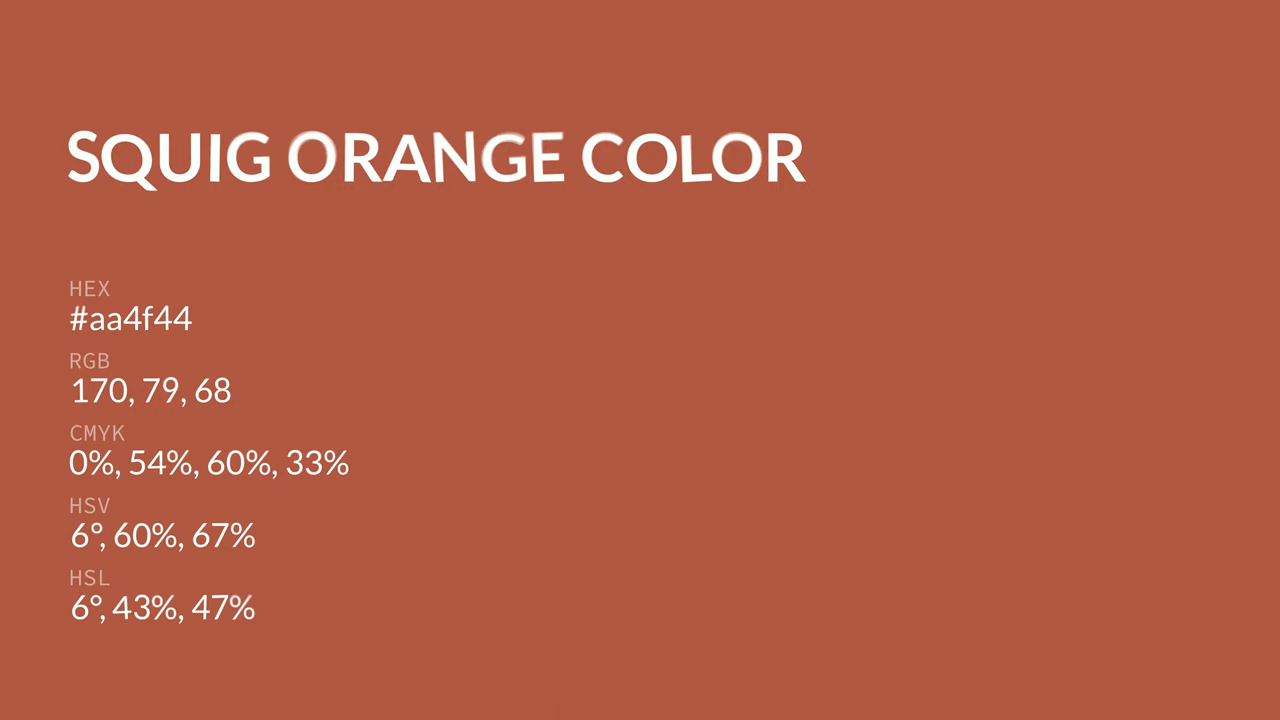 SQUIG ORANGE COLOR
HEX
#aa4f44
RGB
170, 79, 68
CMYK
0%, 54%, 60%, 33%
HSV
6°, 60%, 67%
HSL
6°, 43%, 47%